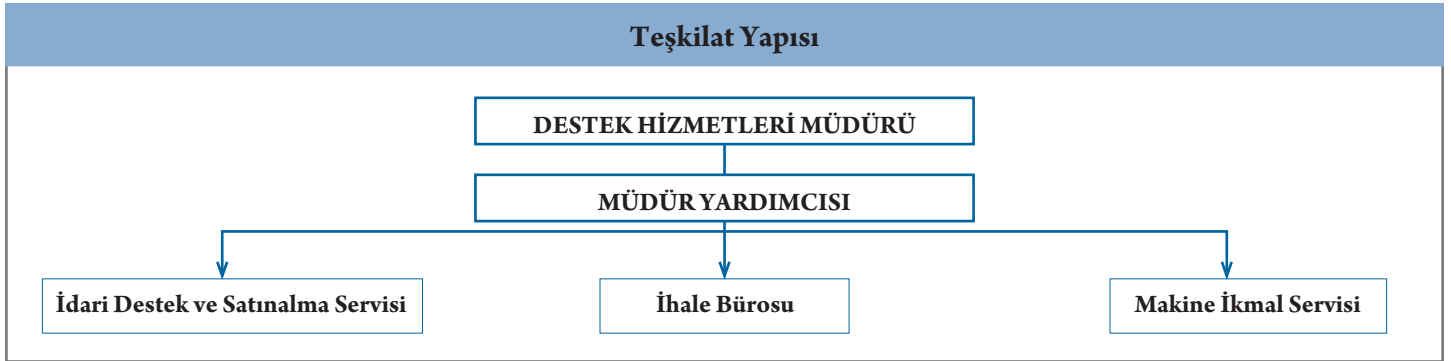 Teşkilat Yapısı
DESTEK HİZMETLERİ MÜDÜRÜ
MÜDÜR YARDIMCISI
İdari Destek ve Satınalma Servisi
İhale Bürosu
Makine İkmal Servisi